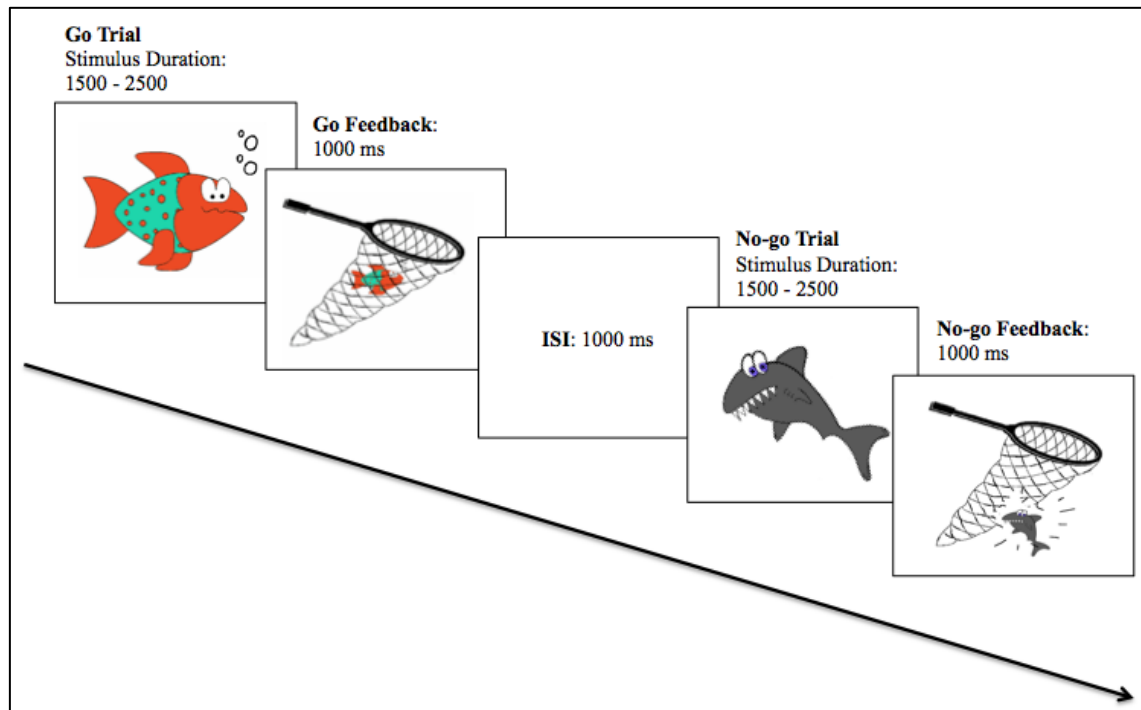 Go Trial
Stimulus Duration:
1500 - 2500
Go Feedback:
1000 ms
ISI: 1000 ms
No-go Trial
Stimulus Duration:
1500 - 2500
No-go Feedback:
1000 ms